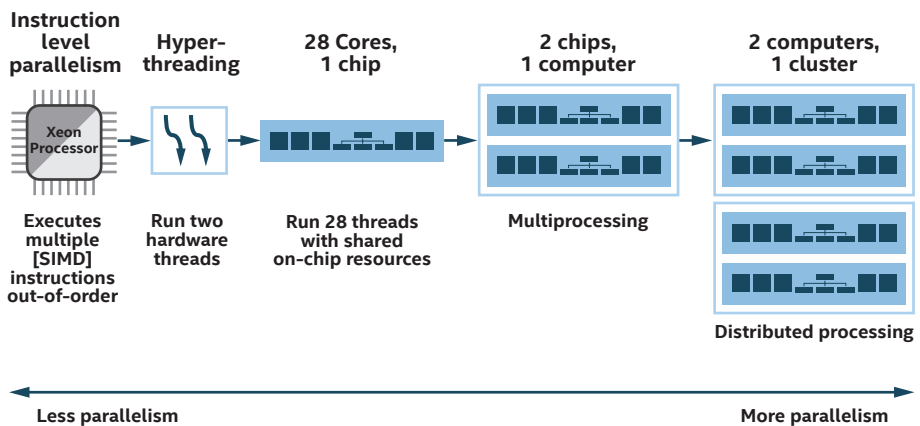 Instruction
level
parallelism
Hyper-
threading
28 Cores,
1 chip
2 chips,
1 computer
2 computers,
1 cluster
Xeon
Processor
Executes
multiple
[SIMD]
instructions
out-of-order
Run two
hardware
threads
Run 28 threads
with shared
on-chip resources
Multiprocessing
Distributed processing
Less parallelism
More parallelism